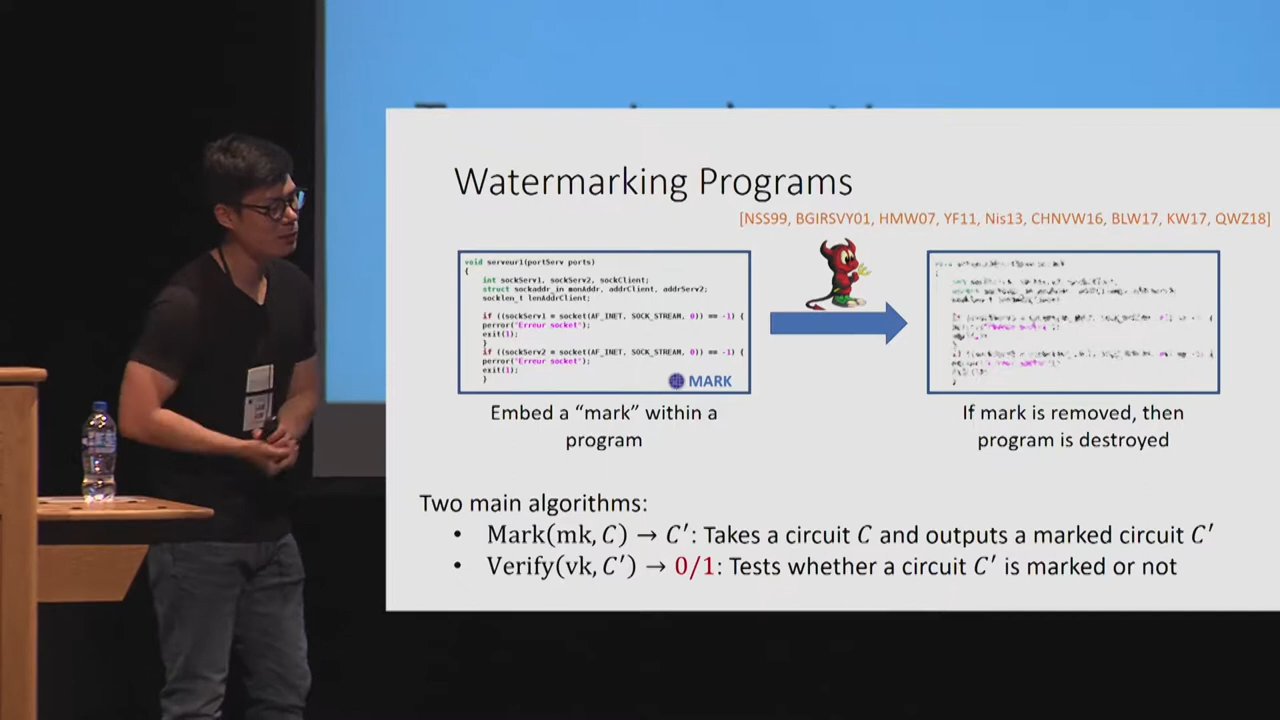 Watermarking Programs
[NSS99, BGIRSVY01, HMW07, YF11, Nis13, CHNVW16, BLW17, KW17, QWZ18]
void serveur1(portServ ports)
{
int sockServ1, sockServ2, sockClient;
struct sockaddr_in monAddr, addrClient, addrServ2;
socklen_t lenAddrClient;
if ((sockServ1 = socket(AF_INET, SOCK_STREAM, 0)) == -1) {
perror("Erreur socket");
exit(1);
}
if ((sockServ2 = socket(AF_INET, SOCK_STREAM, 0)) == -1) {
perror("Erreur socket");
exit(1);
}
MARK
Embed a “mark” within a
program
If mark is removed, then
program is destroyed
Two main algorithms:
• Mark(mk, C) → C′: Takes a circuit C and outputs a marked circuit C′
• Verify(vk, C′) → 0/1: Tests whether a circuit C′ is marked or not